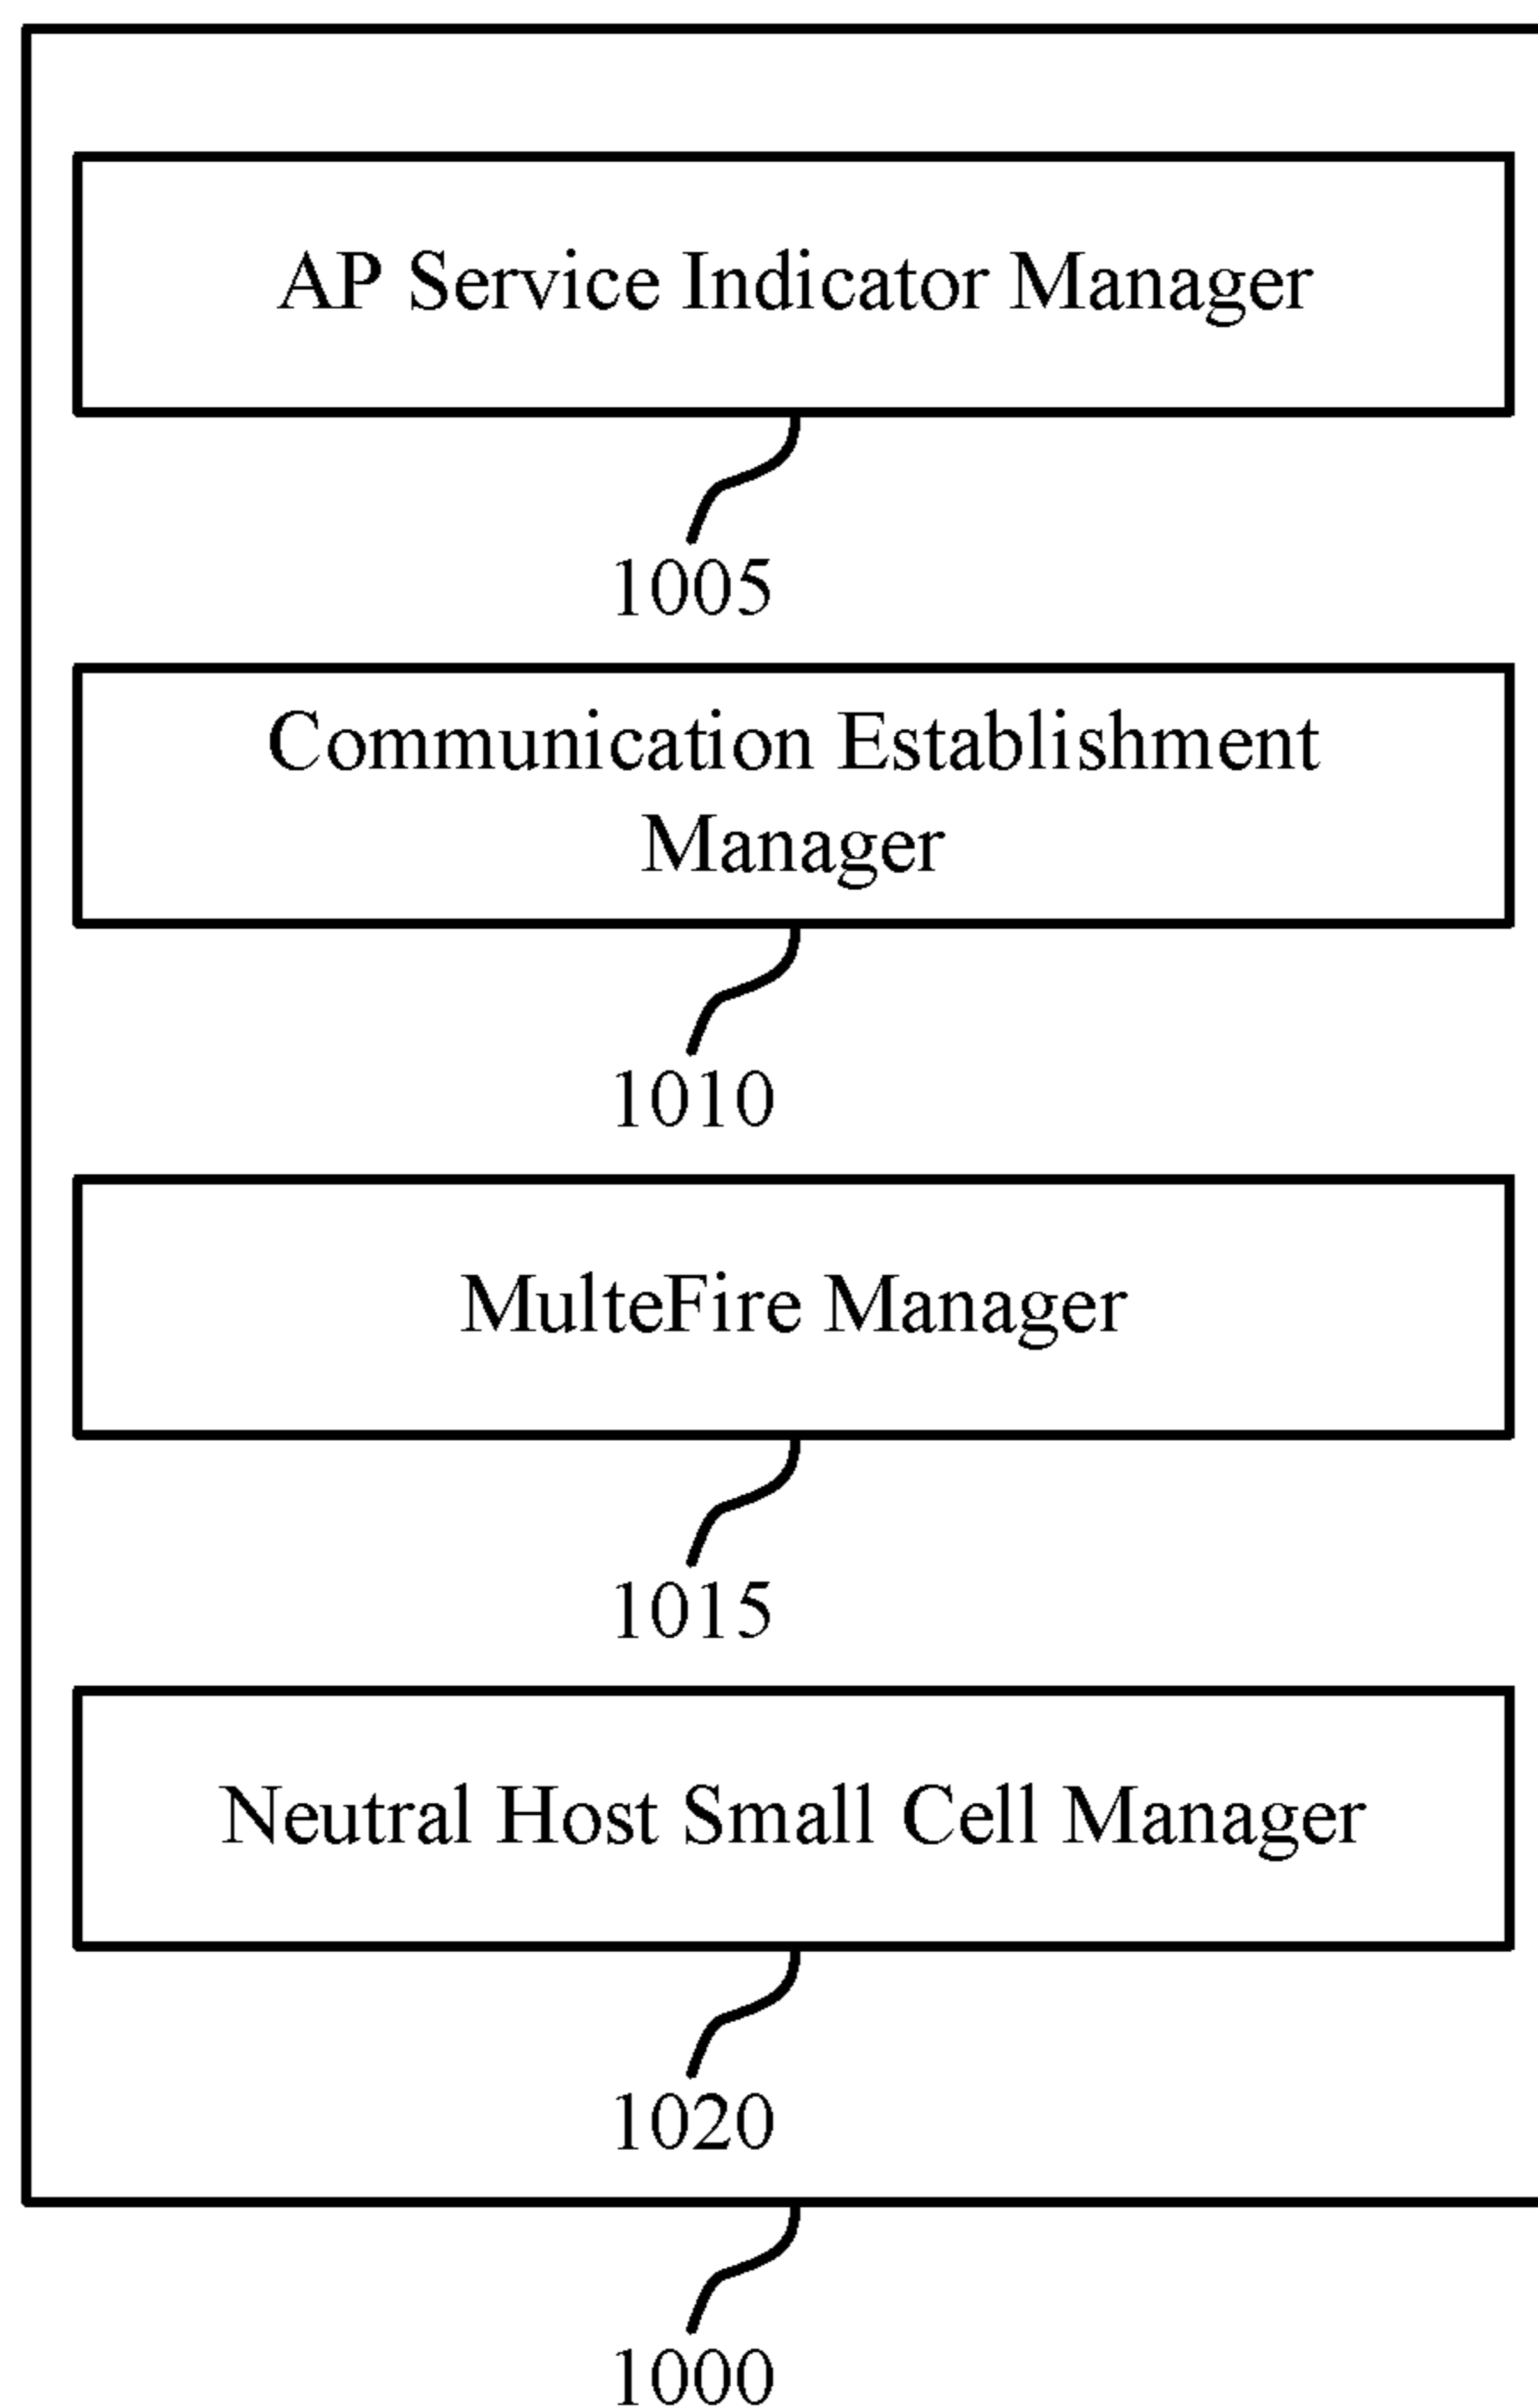 AP Service Indicator Manager
1005
Communication Establishment
Manager
1010
MulteFire Manager
1015
Neutral Host Small Cell Manager
1020
1000